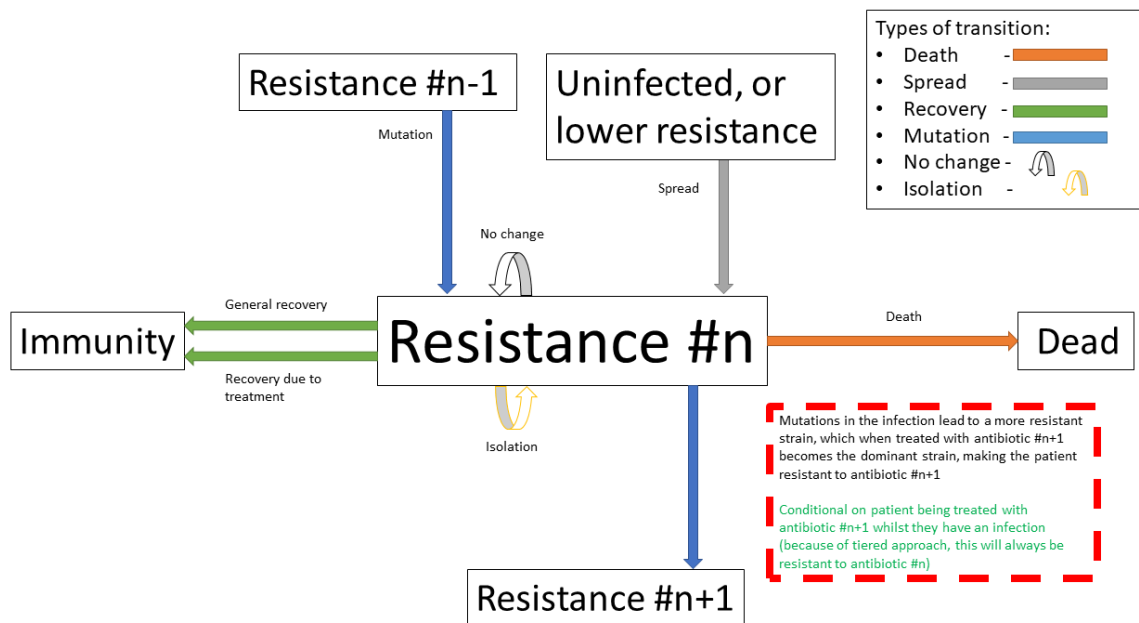 Types of transition:
• Death -
• Spread -
• Recovery -
• Mutation -
• No change -
• Isolation -
Resistance #n-1
Uninfected, or
lower resistance
Mutation
Spread
No change
General recovery
Immunity
Resistance #n
Death
Dead
Recovery due to
treatment
Isolation
Mutations in the infection lead to a more resistant
strain, which when treated with antibiotic #n+1
becomes the dominant strain, making the patient
resistant to antibiotic #n+1
Conditional on patient being treated with
antibiotic #n+1 whilst they have an infection
(because of tiered approach, this will always be
resistant to antibiotic #n)
Resistance #n+1